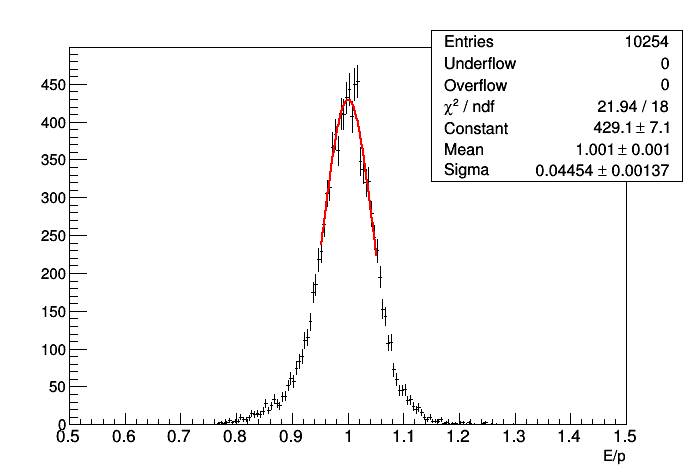 Entries 10254
Underflow 0
Overflow 0
χ² / ndf 21.94 / 18
Constant 429.1 ± 7.1
Mean 1.001 ± 0.001
Sigma 0.04454 ± 0.00137
450
400
350
300
250
200
150
100
50
0
0.5 0.6 0.7 0.8 0.9 1 1.1 1.2 1.3 1.4 1.5
E/p